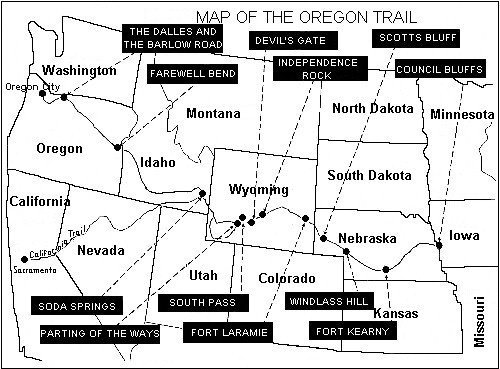 MAP OF THE OREGON TRAIL
THE DALLES AND
THE BARLOW ROAD
DEVIL'S GATE
SCOTTS BLUFF
FAREWELL BEND
INDEPENDENCE
ROCK
COUNCIL BLUFFS
Washington
Oregon City
Montana
North Dakota
Minnesota
Oregon
Idaho
South Dakota
Wyoming
California
California Trail
Sacramento
Nevada
Utah
Colorado
Nebraska
Iowa
Kansas
Missouri
SODA SPRINGS
SOUTH PASS
WINDLASS HILL
PARTING OF THE WAYS
FORT LARAMIE
FORT KEARNY